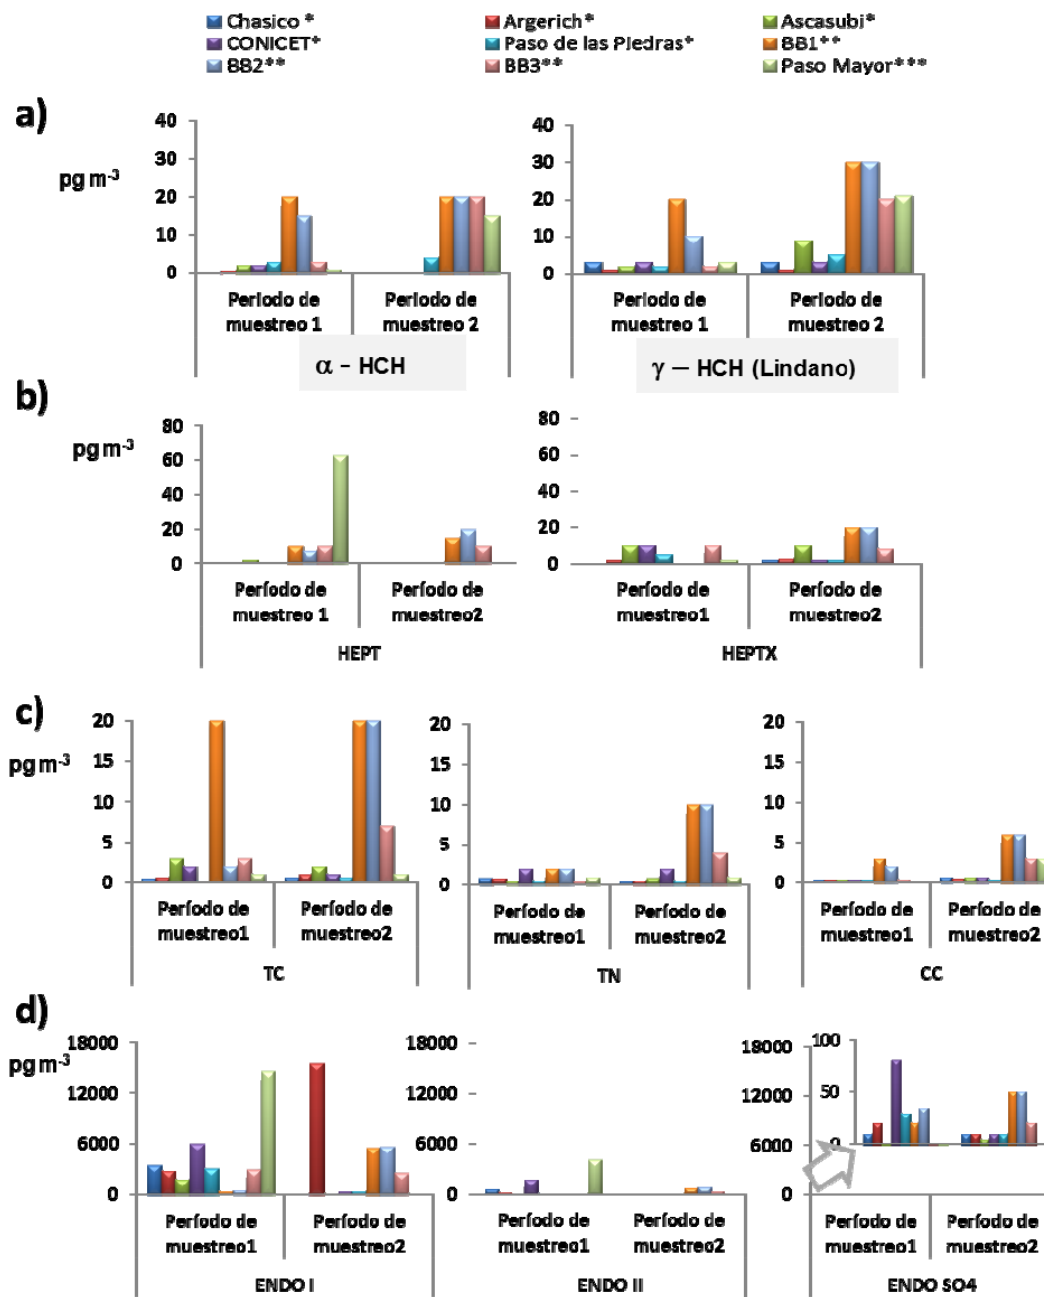 Chasico * Argerich* Ascasubi*
CONICET* Paso de las Piedras* BB1**
BB2** BB3** Paso Mayor***
a)
pg m-3
40 40
30 30
20 20
10 10
0 0
Período de Período de Período de Período de
muestreo 1 muestreo 2 muestreo 1 muestreo 2
α - HCH γ – HCH (Lindano)
b)
pg m-3
80 80
60 60
40 40
20 20
0 0
Período de Período de Período de Período de
muestreo 1 muestreo2 muestreo1 muestreo2
HEPT HEPTX
c)
pg m-3
20 20 20
15 15 15
10 10 10
5 5 5
0 0 0
Período de Período de Período de Período de Período de Período de
muestreo1 muestreo2 muestreo1 muestreo2 muestreo1 muestreo2
TC TN CC
d)
pg m-3
18000 18000 18000 100
12000 12000 12000 50
6000 6000 6000 0
0 0 0
Período de Período de Período de Período de Período de Período de
muestreo1 muestreo2 muestreo1 muestreo2 muestreo1 muestreo2
ENDO I ENDO II ENDO SO4